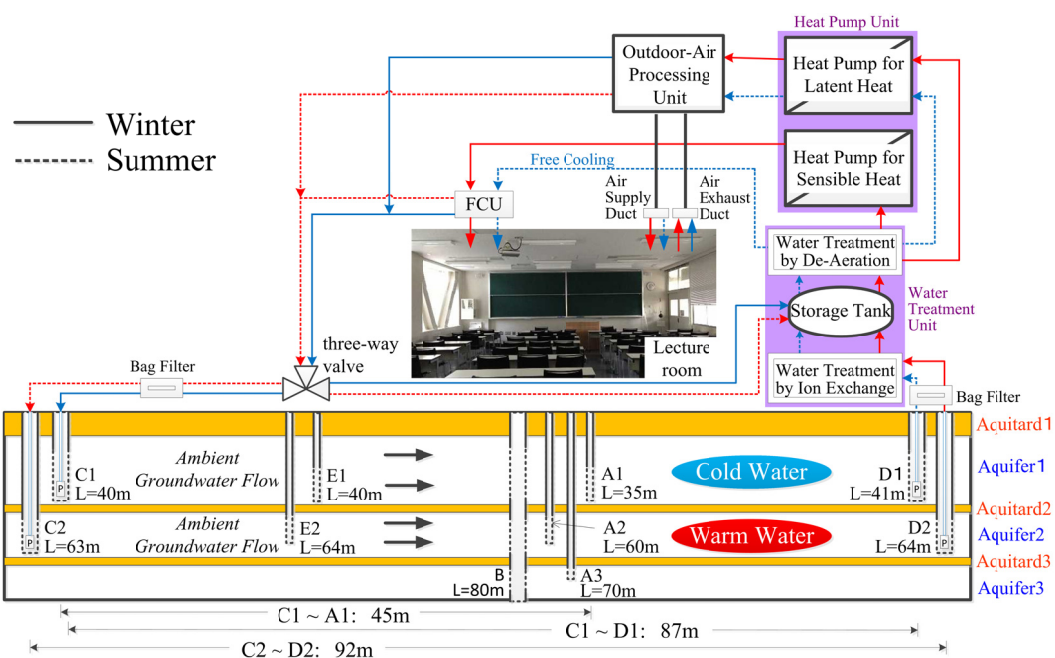 Heat Pump Unit
Outdoor-Air
Processing
Unit
Heat Pump for
Latent Heat
Winter
Summer
Free Cooling
Heat Pump for
Sensible Heat
FCU
Air
Supply
Duct
Air
Exhaust
Duct
Water Treatment
by De-Aeration
Storage Tank
Water
Treatment
Unit
Lecture
room
three-way
valve
Bag Filter
Water Treatment
by Ion Exchange
Bag Filter
Aquitard1
Ambient
Groundwater Flow
C1
L=40m
E1
L=40m
A1
L=35m
Cold Water
D1
L=41m
P
P
Aquifer1
Aquitard2
C2
L=63m
Ambient
Groundwater Flow
E2
L=64m
A2
L=60m
Warm Water
D2
L=64m
P
P
Aquifer2
Aquitard3
B
L=80m
A3
L=70m
Aquifer3
C1 ~ A1: 45m
C1 ~ D1: 87m
C2 ~ D2: 92m